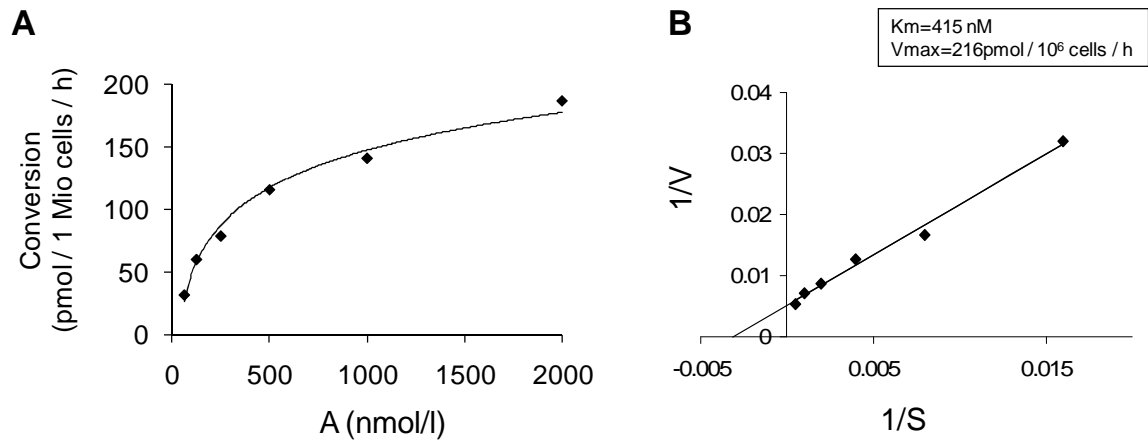 A
Conversion
(pmol / 1 Mio cells / h)
200
150
100
50
0
0
500
1000
1500
2000
A (nmol/l)
B
Km=415 nM
Vmax=216pmol / 10⁶ cells / h
0.04
0.03
0.02
0.01
0
1/V
-0.005
0.005
0.015
1/S